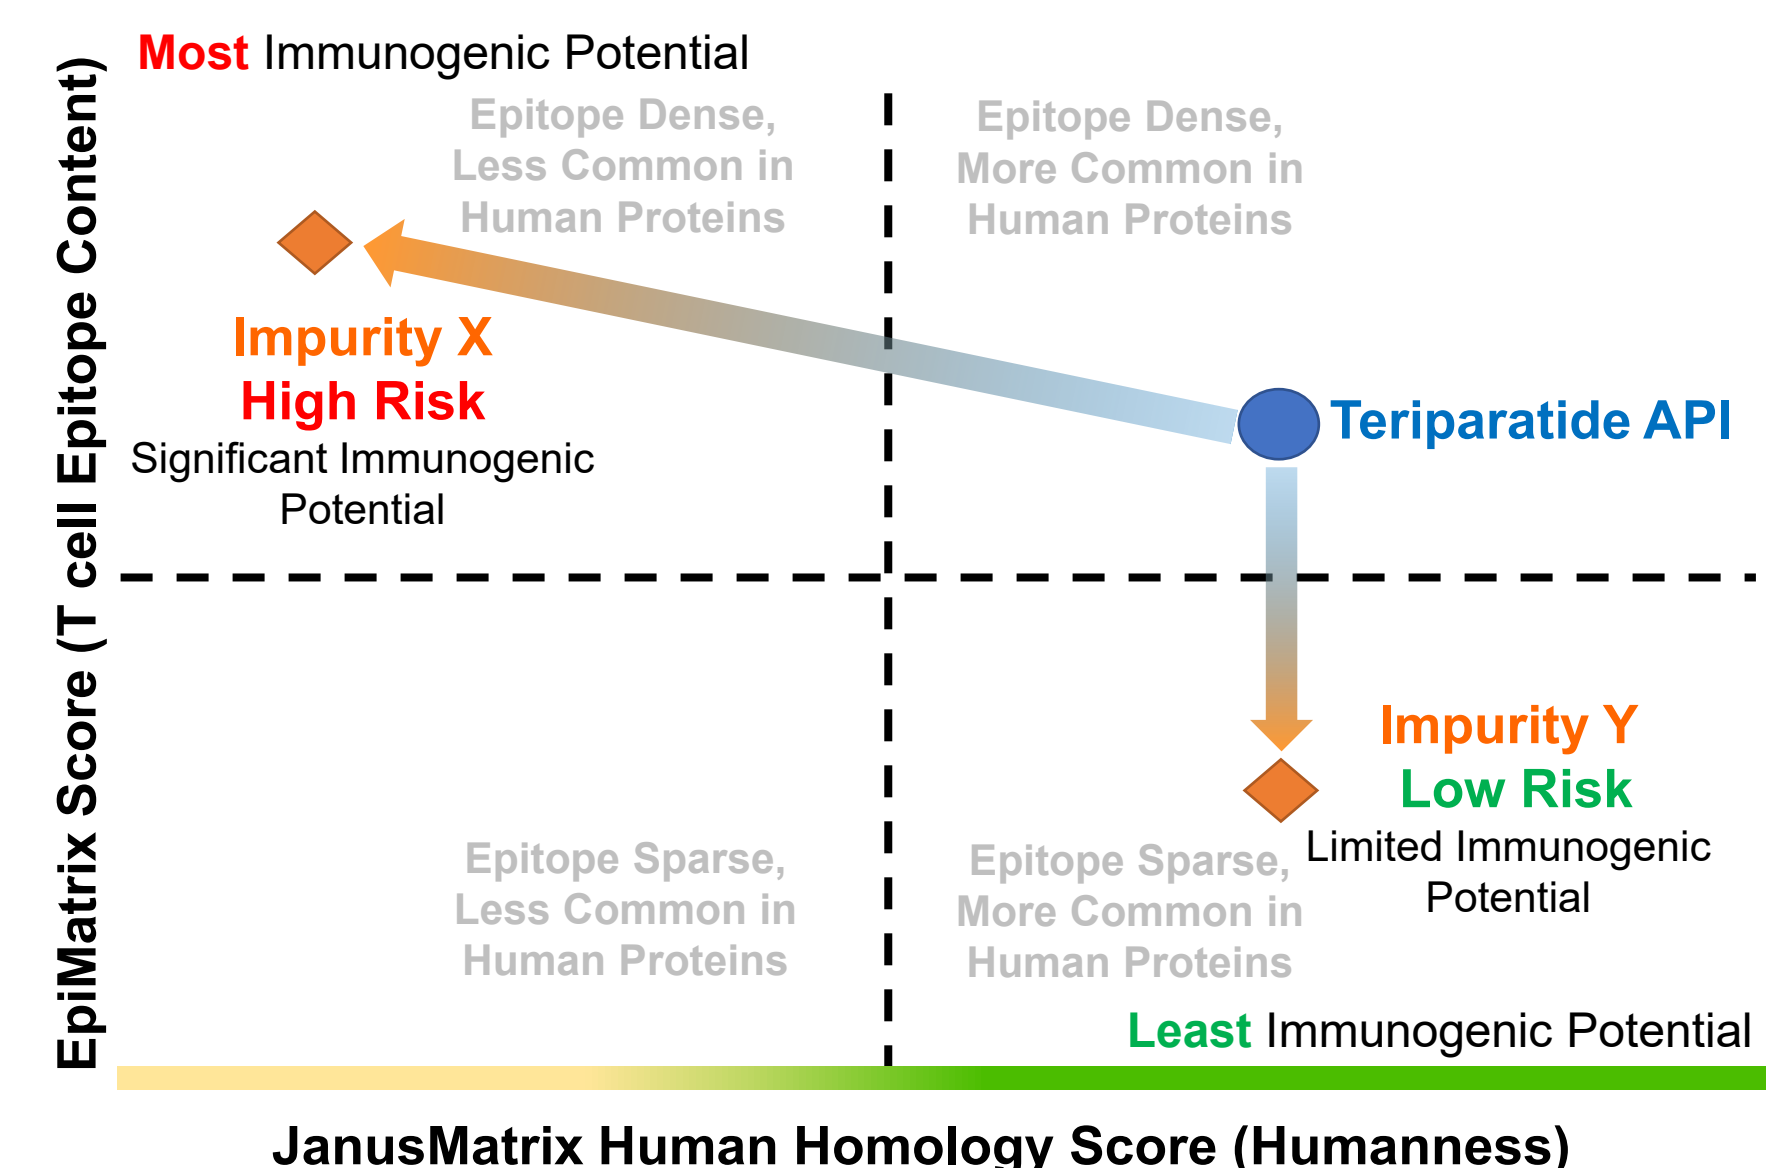 Most Immunogenic Potential
Epitope Dense,
Less Common in
Human Proteins
Epitope Dense,
More Common in
Human Proteins
Impurity X
High Risk
Significant Immunogenic
Potential
Teriparatide API
EpiMatrix Score (T cell Epitope Content)
Epitope Sparse,
Less Common in
Human Proteins
Epitope Sparse,
More Common in
Human Proteins
Impurity Y
Low Risk
Limited Immunogenic
Potential
Least Immunogenic Potential
JanusMatrix Human Homology Score (Humanness)